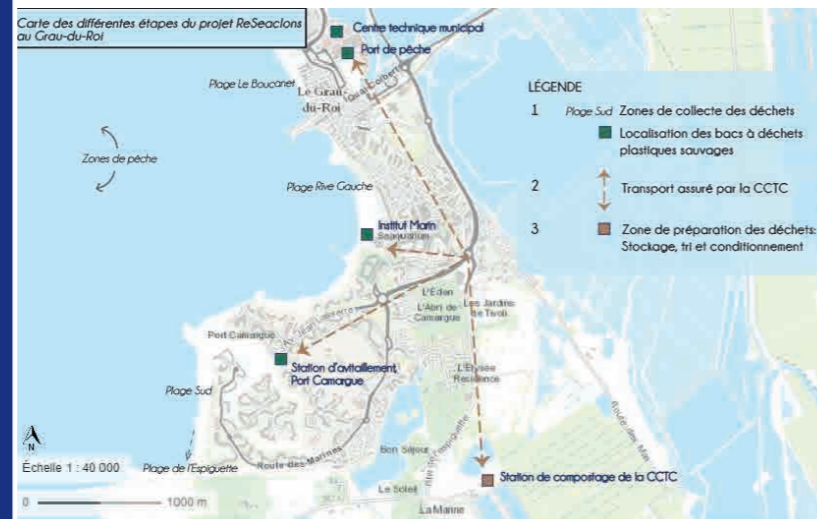 Carte des différentes étapes du projet ReSeaclons
au Grau-du-Roi
Centre technique municipal
Port de pêche
Plage Le Boucanet
Le Grau-
du-Roi
Quai Colbert
Zones de pêche
Plage Rive Gauche
Institut Marin
Seaquarium
L'Éden
L'Abri de
Camargue
Les Jardins
de Tivoli
Port Camargue
Station d'avitaillement,
Port Camargue
L'Élysée
Résidence
Plage Sud
Route des Marines
Plage de l'Espiguette
Bon Séjour
Le Soleil
La Marine
Station de compostage de la CCTC
N
Échelle 1 : 40 000
0 1000 m
LÉGENDE
1 Plage Sud Zones de collecte des déchets
Localisation des bacs à déchets
plastiques sauvages
2 Transport assuré par la CCTC
3 Zone de préparation des déchets:
Stockage, tri et conditionnement